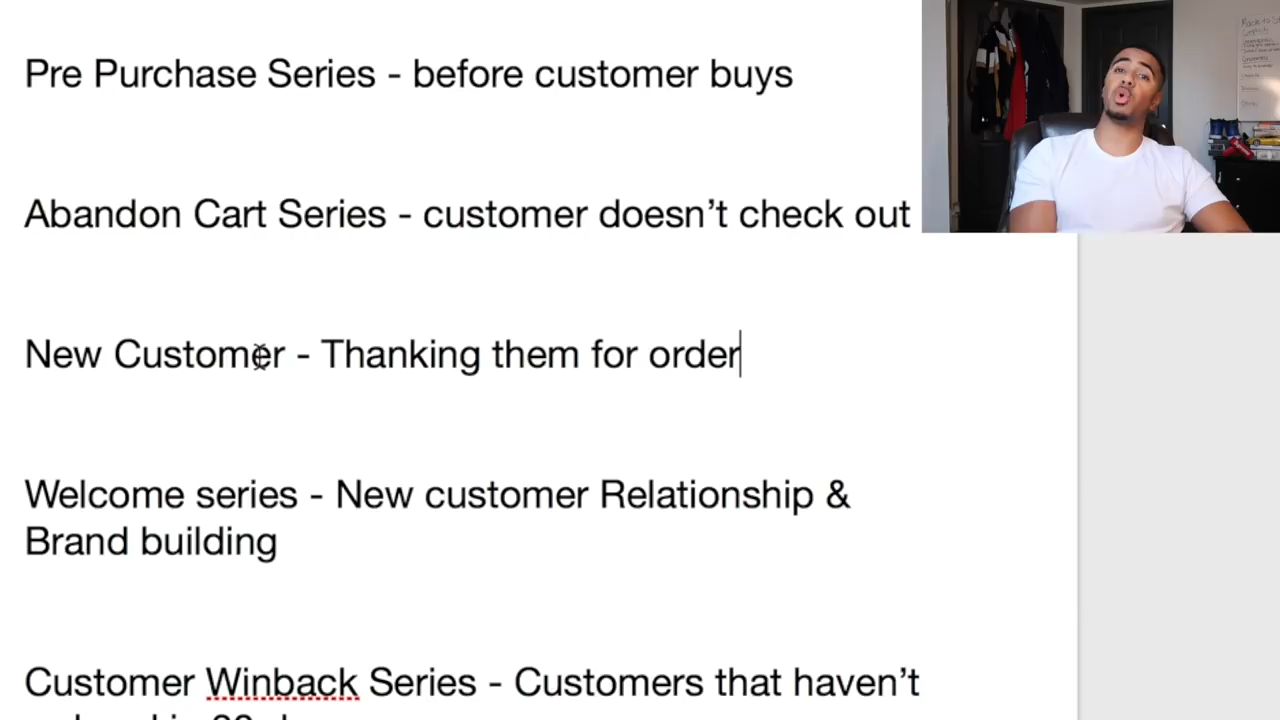 Pre Purchase Series - before customer buys
Abandon Cart Series - customer doesn’t check out
New Customer - Thanking them for order
Welcome series - New customer Relationship &
Brand building
Customer Winback Series - Customers that haven’t